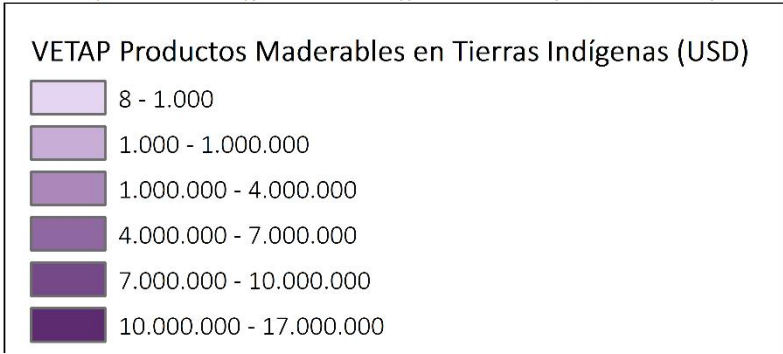 VETAP Productos Maderables en Tierras Indígenas (USD)
8 - 1.000
1.000 - 1.000.000
1.000.000 - 4.000.000
4.000.000 - 7.000.000
7.000.000 - 10.000.000
10.000.000 - 17.000.000